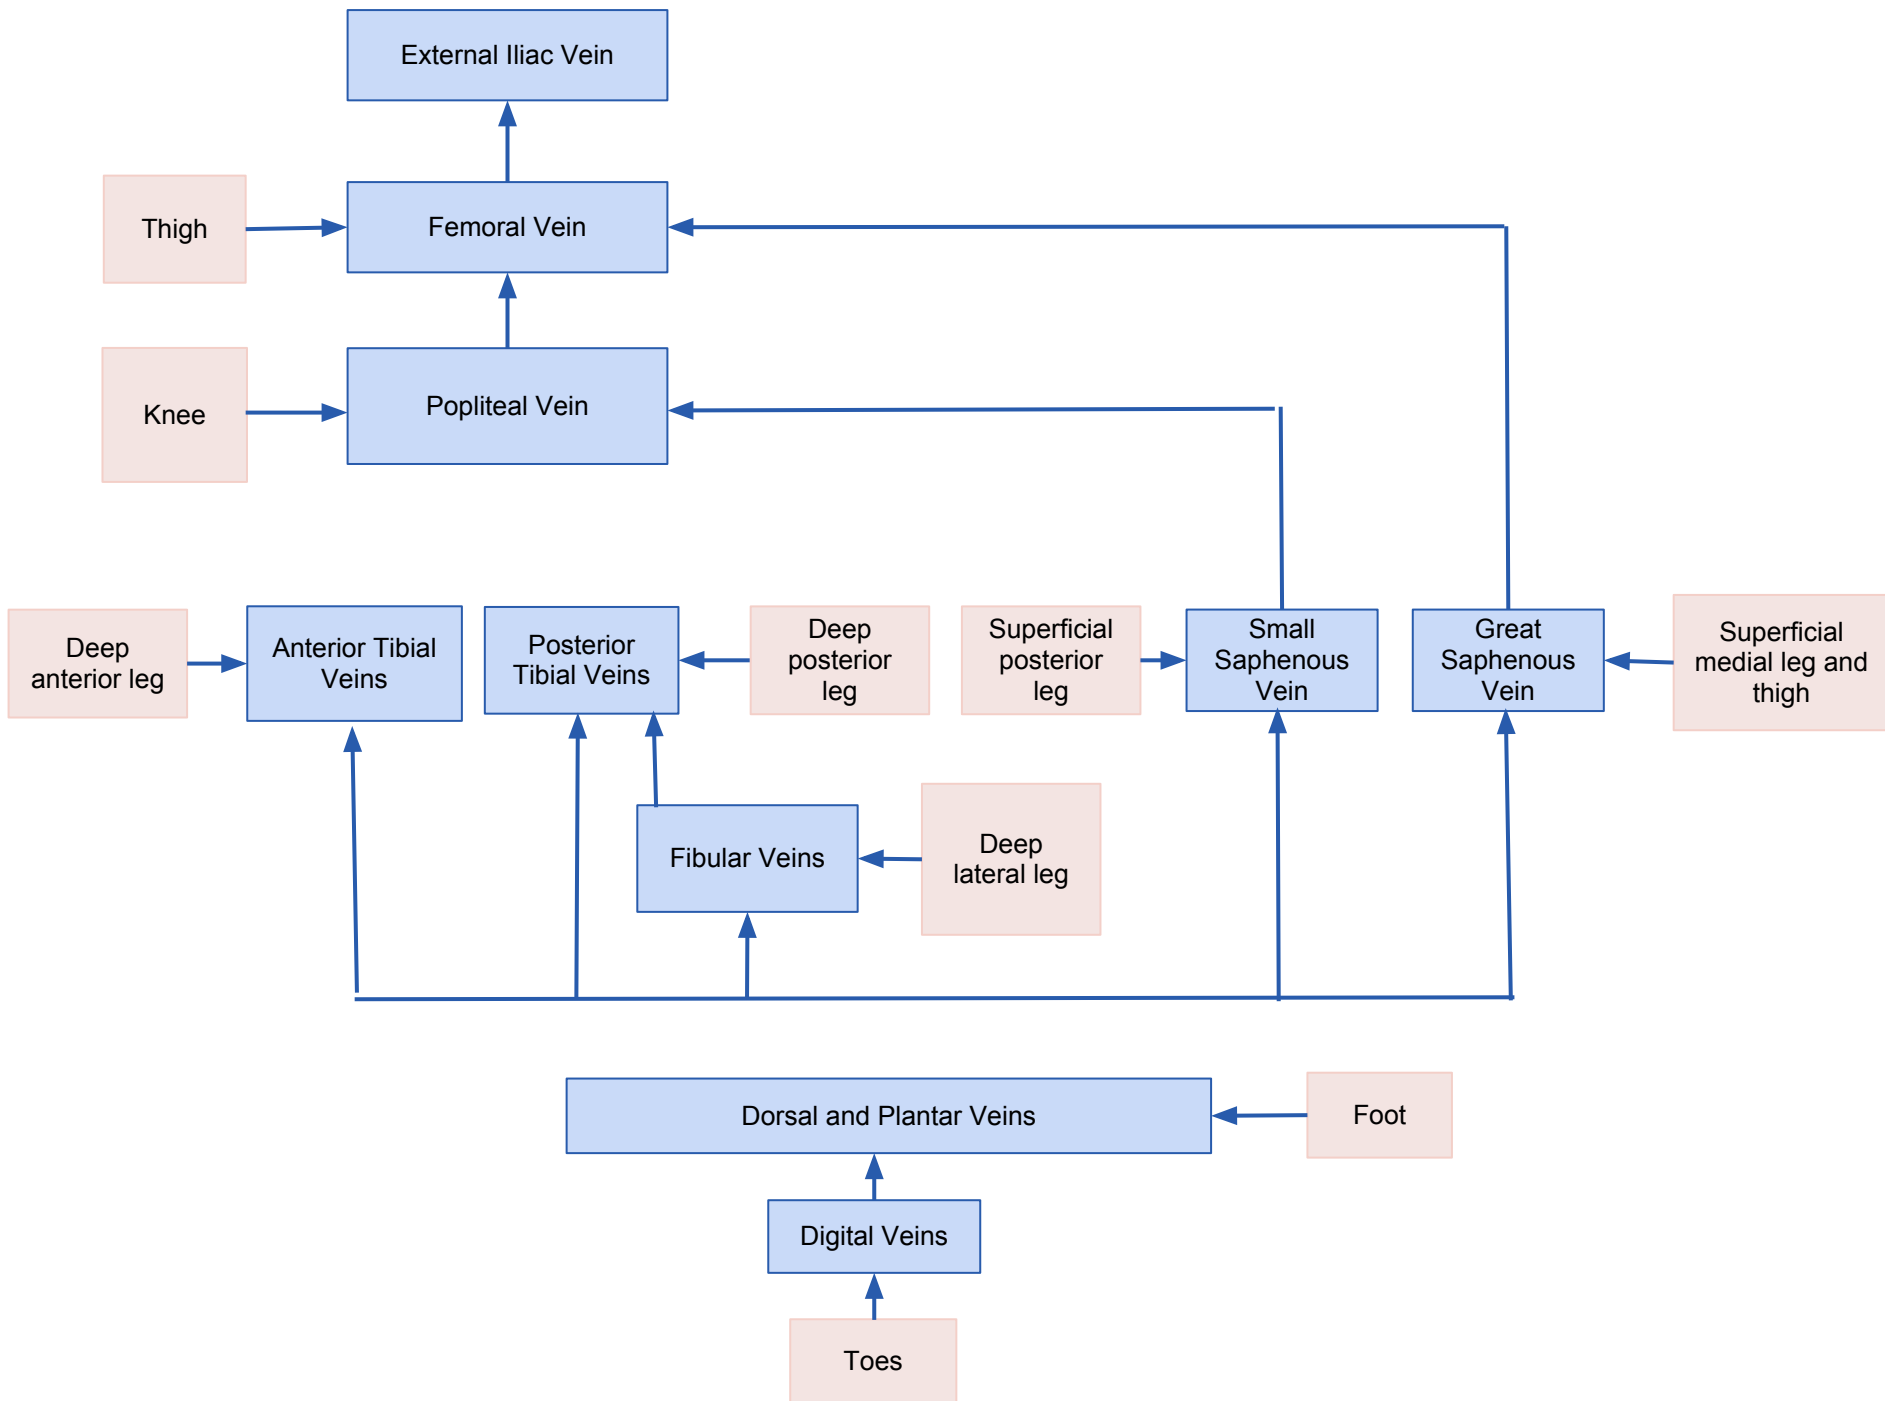 External Iliac Vein
Thigh
Femoral Vein
Knee
Popliteal Vein
Deep
anterior leg
Anterior Tibial
Veins
Posterior
Tibial Veins
Deep
posterior
leg
Superficial
posterior
leg
Small
Saphenous
Vein
Great
Saphenous
Vein
Superficial
medial leg and
thigh
Fibular Veins
Deep
lateral leg
Dorsal and Plantar Veins
Foot
Digital Veins
Toes